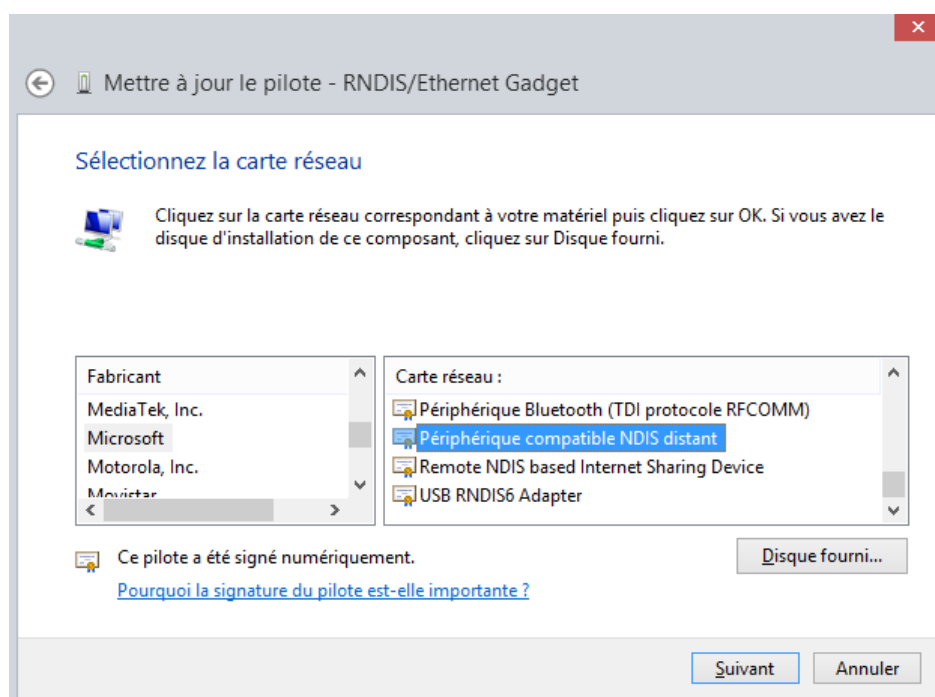 Mettre à jour le pilote - RNDIS/Ethernet Gadget
Sélectionnez la carte réseau
Cliquez sur la carte réseau correspondant à votre matériel puis cliquez sur OK. Si vous avez le
disque d'installation de ce composant, cliquez sur Disque fourni.
Fabricant
MediaTek, Inc.
Microsoft
Motorola, Inc.
Movistar
Carte réseau :
Périphérique Bluetooth (TDI protocole RFCOMM)
Périphérique compatible NDIS distant
Remote NDIS based Internet Sharing Device
USB RNDIS6 Adapter
Ce pilote a été signé numériquement.
Disque fourni...
Pourquoi la signature du pilote est-elle importante ?
Suivant
Annuler